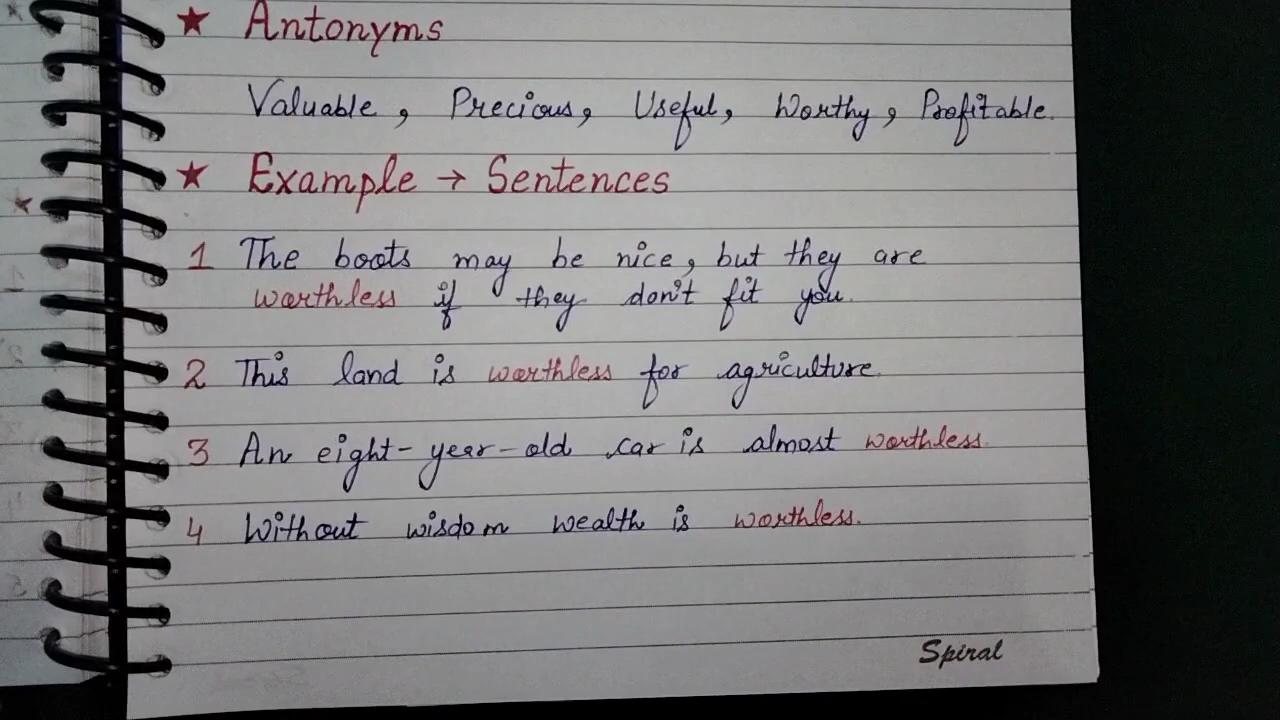 ★ Antonyms
Valuable, Precious, Useful, Worthy, Profitable.
★ Example → Sentences
1 The boots may be nice, but they are
worthless if they don't fit you.
2 This land is worthless for agriculture.
3 An eight-year-old car is almost worthless.
4 Without wisdom wealth is worthless.
Spiral